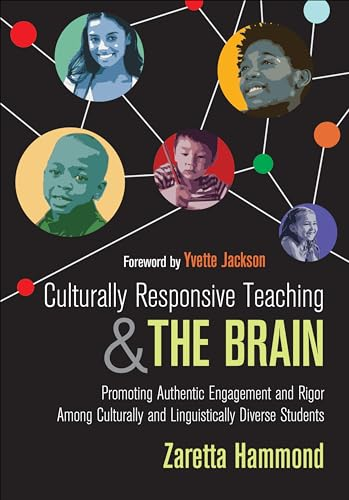 Foreword by Yvette Jackson
Culturally Responsive Teaching
& THE BRAIN
Promoting Authentic Engagement and Rigor
Among Culturally and Linguistically Diverse Students
Zaretta Hammond